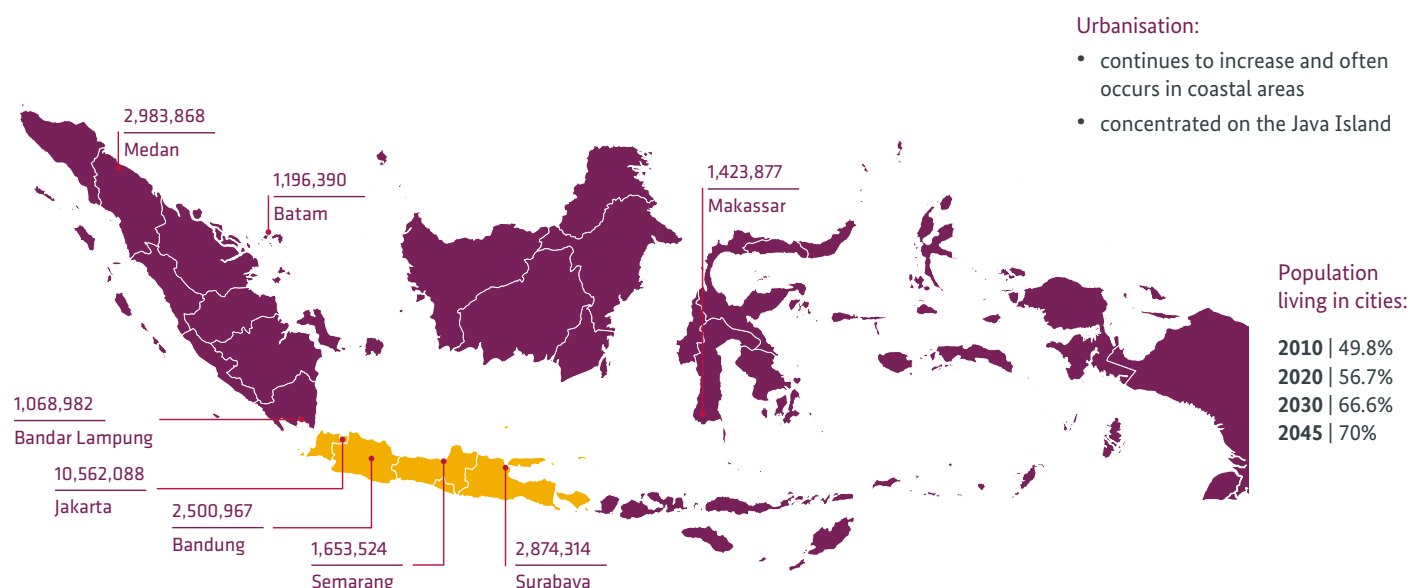 Urbanisation:
• continues to increase and often
occurs in coastal areas
• concentrated on the Java Island
2,983,868
Medan
1,196,390
Batam
1,423,877
Makassar
Population
living in cities:
2010 | 49.8%
2020 | 56.7%
2030 | 66.6%
2045 | 70%
1,068,982
Bandar Lampung
10,562,088
Jakarta
2,500,967
Bandung
1,653,524
Semarang
2,874,314
Surabaya